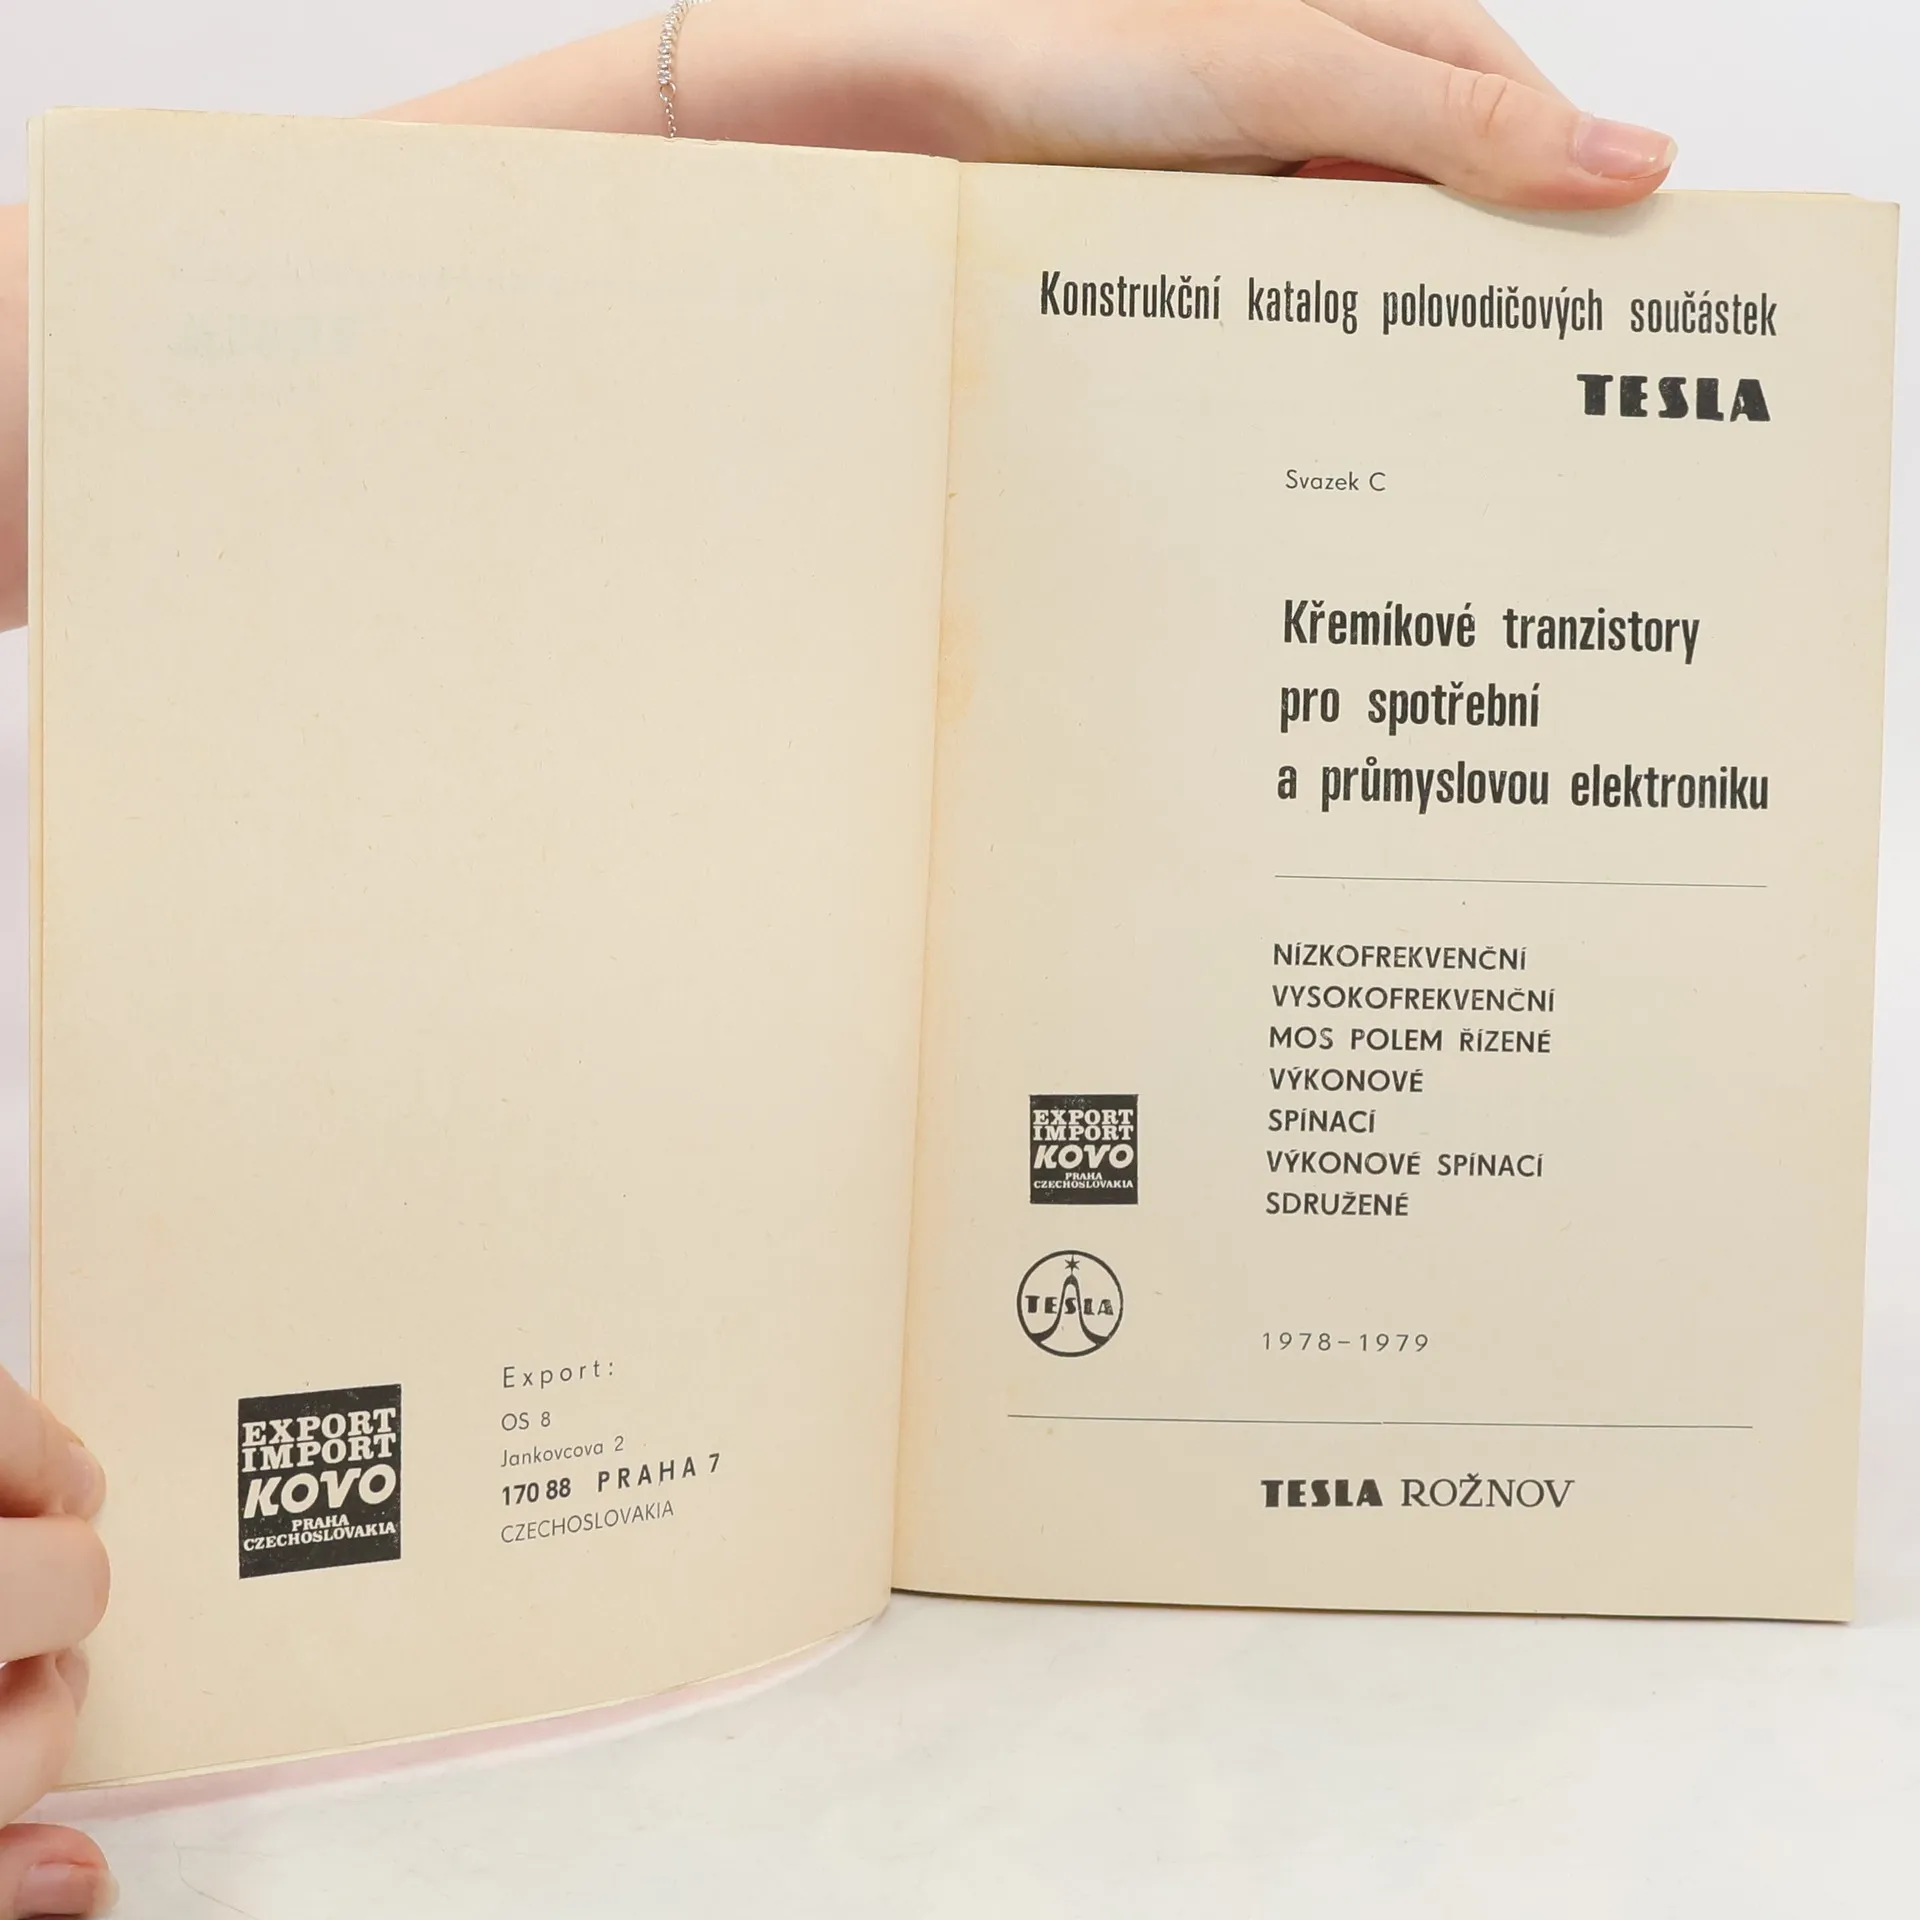 EXPORT
IMPORT
KOVO
PRAHA
CZECHOSLOVAKIA
Export:
OS 8
Jankovcova 2
170 88 PRAHA 7
CZECHOSLOVAKIA
Konstrukční katalog polovodičových součástek
TESLA
Svazek C
Křemíkové tranzistory
pro spotřební
a průmyslovou elektroniku
NÍZKOFREKVENČNÍ
VYSOKOFREKVENČNÍ
MOS POLEM ŘÍZENÉ
VÝKONOVÉ
SPÍNACÍ
VÝKONOVÉ SPÍNACÍ
SDRUŽENÉ
EXPORT
IMPORT
KOVO
PRAHA
CZECHOSLOVAKIA
TESLA
1978–1979
TESLA ROŽNOV